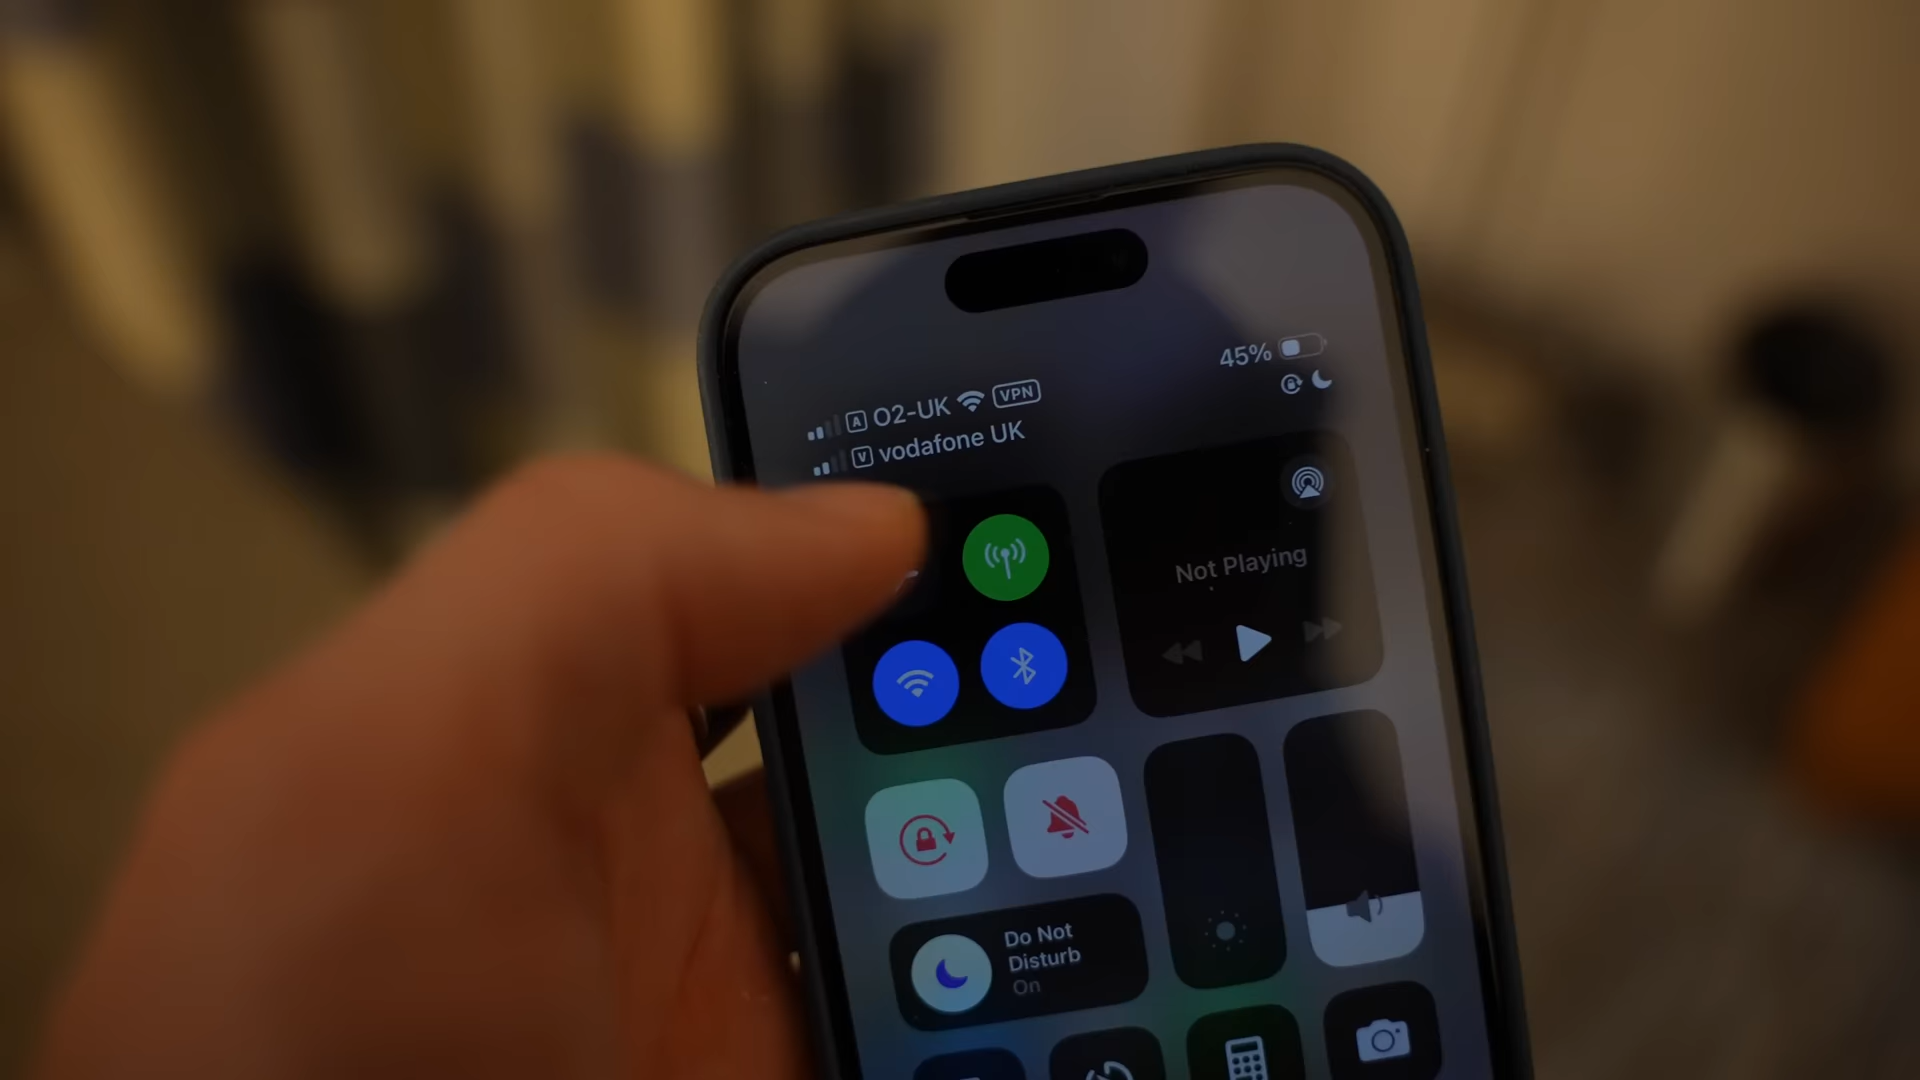 45%
A O2-UK VPN
V vodafone UK
Not Playing
Do Not
Disturb
On